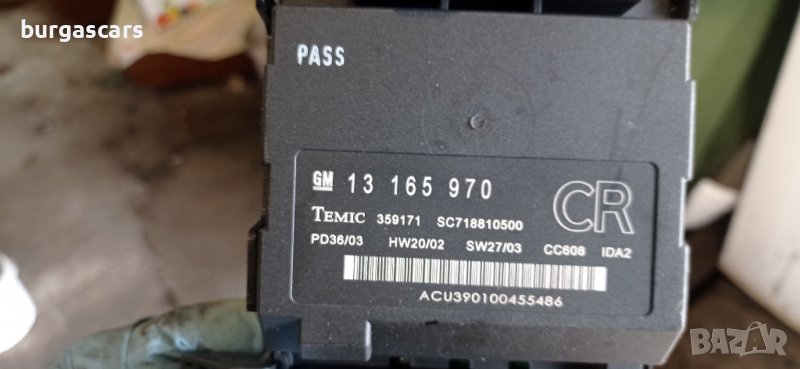 burgascars
PASS
GM 13 165 970
CR
TEMIC 359171 SC718810500
PD36/03 HW20/02 SW27/03 CC608 IDA2
ACU390100455486
BAZAR